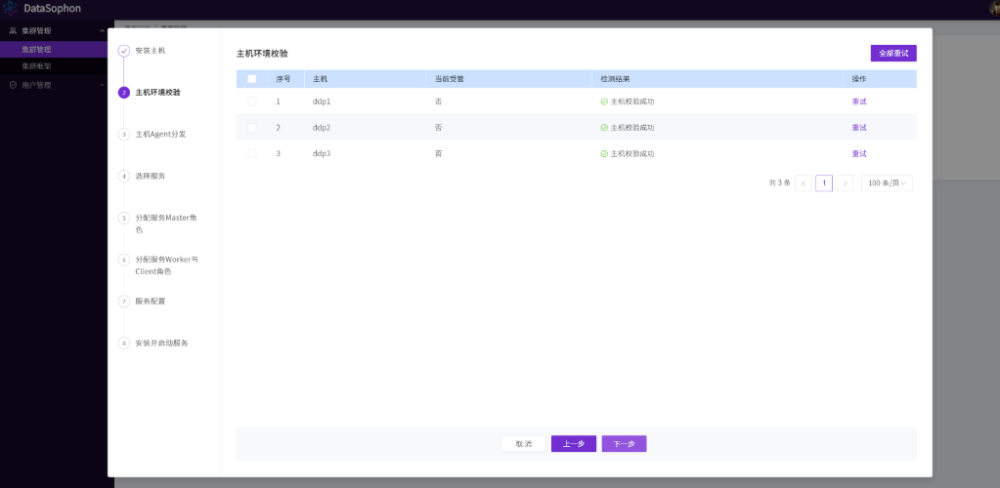 DataSophon
集群管理
集群管理
集群框架
用户管理
安装主机
2 主机环境校验
3 主机Agent分发
4 选择服务
5 分配服务Master角
色
6 分配服务Worker与
Client角色
7 服务配置
8 安装并启动服务
主机环境校验 全部重试
序号 主机 当前受管 检测结果 操作
1 ddp1 否 主机校验成功 重试
2 ddp2 否 主机校验成功 重试
3 ddp3 否 主机校验成功 重试
共 3 条 < 1 > 100 条/页
取 消 上一步 下一步